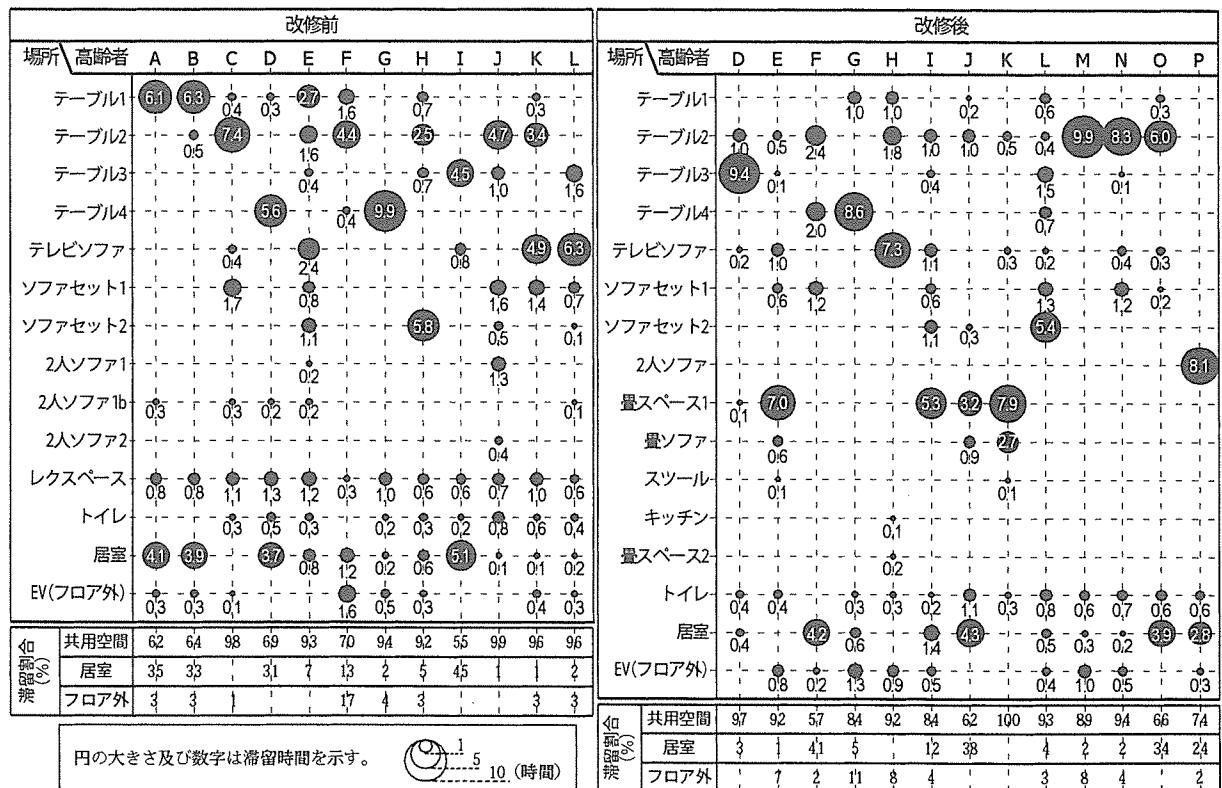 改修前
場所 高齢者 A B C D E F G H I J K L
テーブル1 6.1 6.3 0.4 0.3 2.7 1.6 0.7 0.3
テーブル2 0.5 7.4 1.6 4.4 2.5 4.7 3.4
テーブル3 0.4 0.7 4.5 1.0 1.6
テーブル4 5.6 0.4 9.9
テレビソファ 0.4 2.4 0.8 4.9 6.3
ソファセット1 1.7 0.8 1.6 1.4 0.7
ソファセット2 1.1 5.8 0.5 0.1
2人ソファ1 0.2 1.3
2人ソファ1b 0.3 0.3 0.2 0.2 0.1
2人ソファ2 0.4
レクスペース 0.8 0.8 1.1 1.3 1.2 0.3 1.0 0.6 0.6 0.7 1.0 0.6
トイレ 0.3 0.5 0.3 0.2 0.3 0.2 0.8 0.6 0.4
居室 4.1 3.9 3.7 0.8 1.2 0.2 0.6 5.1 0.1 0.1 0.2
EV(フロア外) 0.3 0.3 0.1 1.6 0.5 0.3 0.4 0.3
滞留割合(%)
共用空間 62 64 98 69 93 70 94 92 55 99 96 96
居室 35 33 31 7 13 2 5 45 1 1 2
フロア外 3 3 1 17 4 3 3 3
円の大きさ及び数字は滞留時間を示す。 1 5 10 (時間)
改修後
場所 高齢者 D E F G H I J K L M N O P
テーブル1 1.0 1.0 0.2 0.6 0.3
テーブル2 1.0 0.5 2.4 1.8 1.0 1.0 0.5 0.4 9.9 8.3 6.0
テーブル3 9.4 0.1 0.4 1.5 0.1
テーブル4 2.0 8.6 0.7
テレビソファ 0.2 1.0 7.3 1.1 0.3 0.2 0.4 0.3
ソファセット1 0.6 1.2 0.6 1.3 1.2 0.2
ソファセット2 1.1 0.3 5.4
2人ソファ 8.1
畳スペース1 0.1 7.0 5.3 3.2 7.9
畳ソファ 0.6 0.9 2.7
スツール 0.1 0.1
キッチン 0.1
畳スペース2 0.2
トイレ 0.4 0.4 0.3 0.3 0.2 1.1 0.3 0.8 0.6 0.7 0.6 0.6
居室 0.4 4.2 0.6 1.4 4.3 0.5 0.3 0.2 3.9 2.8
EV(フロア外) 0.8 0.2 1.3 0.9 0.5 0.4 1.0 0.5 0.3
滞留割合(%)
共用空間 97 92 57 84 92 84 62 100 93 89 94 66 74
居室 3 1 41 5 12 38 4 2 2 34 24
フロア外 7 2 11 8 4 3 8 4 2